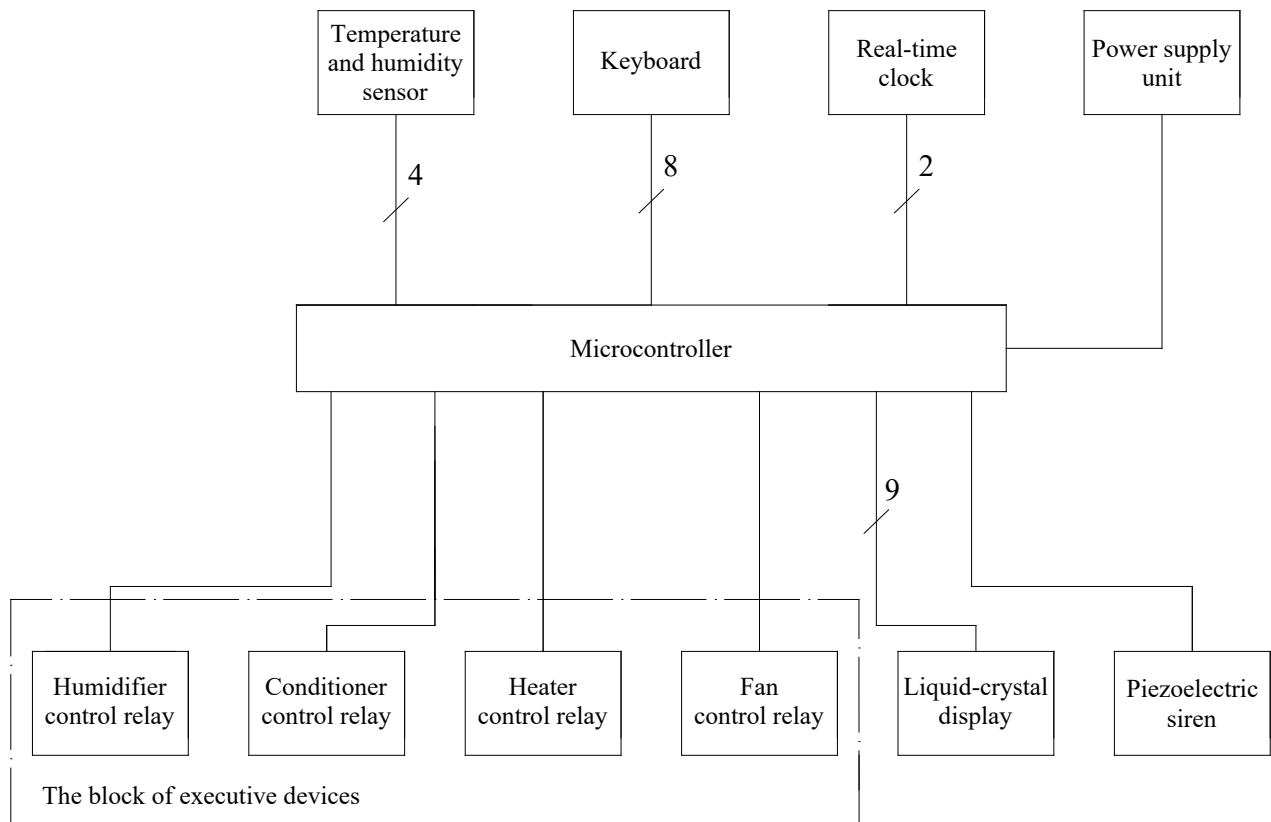 Temperature
and humidity
sensor
Keyboard
Real-time
clock
Power supply
unit
4
8
2
Microcontroller
9
Humidifier
control relay
Conditioner
control relay
Heater
control relay
Fan
control relay
Liquid-crystal
display
Piezoelectric
siren
The block of executive devices